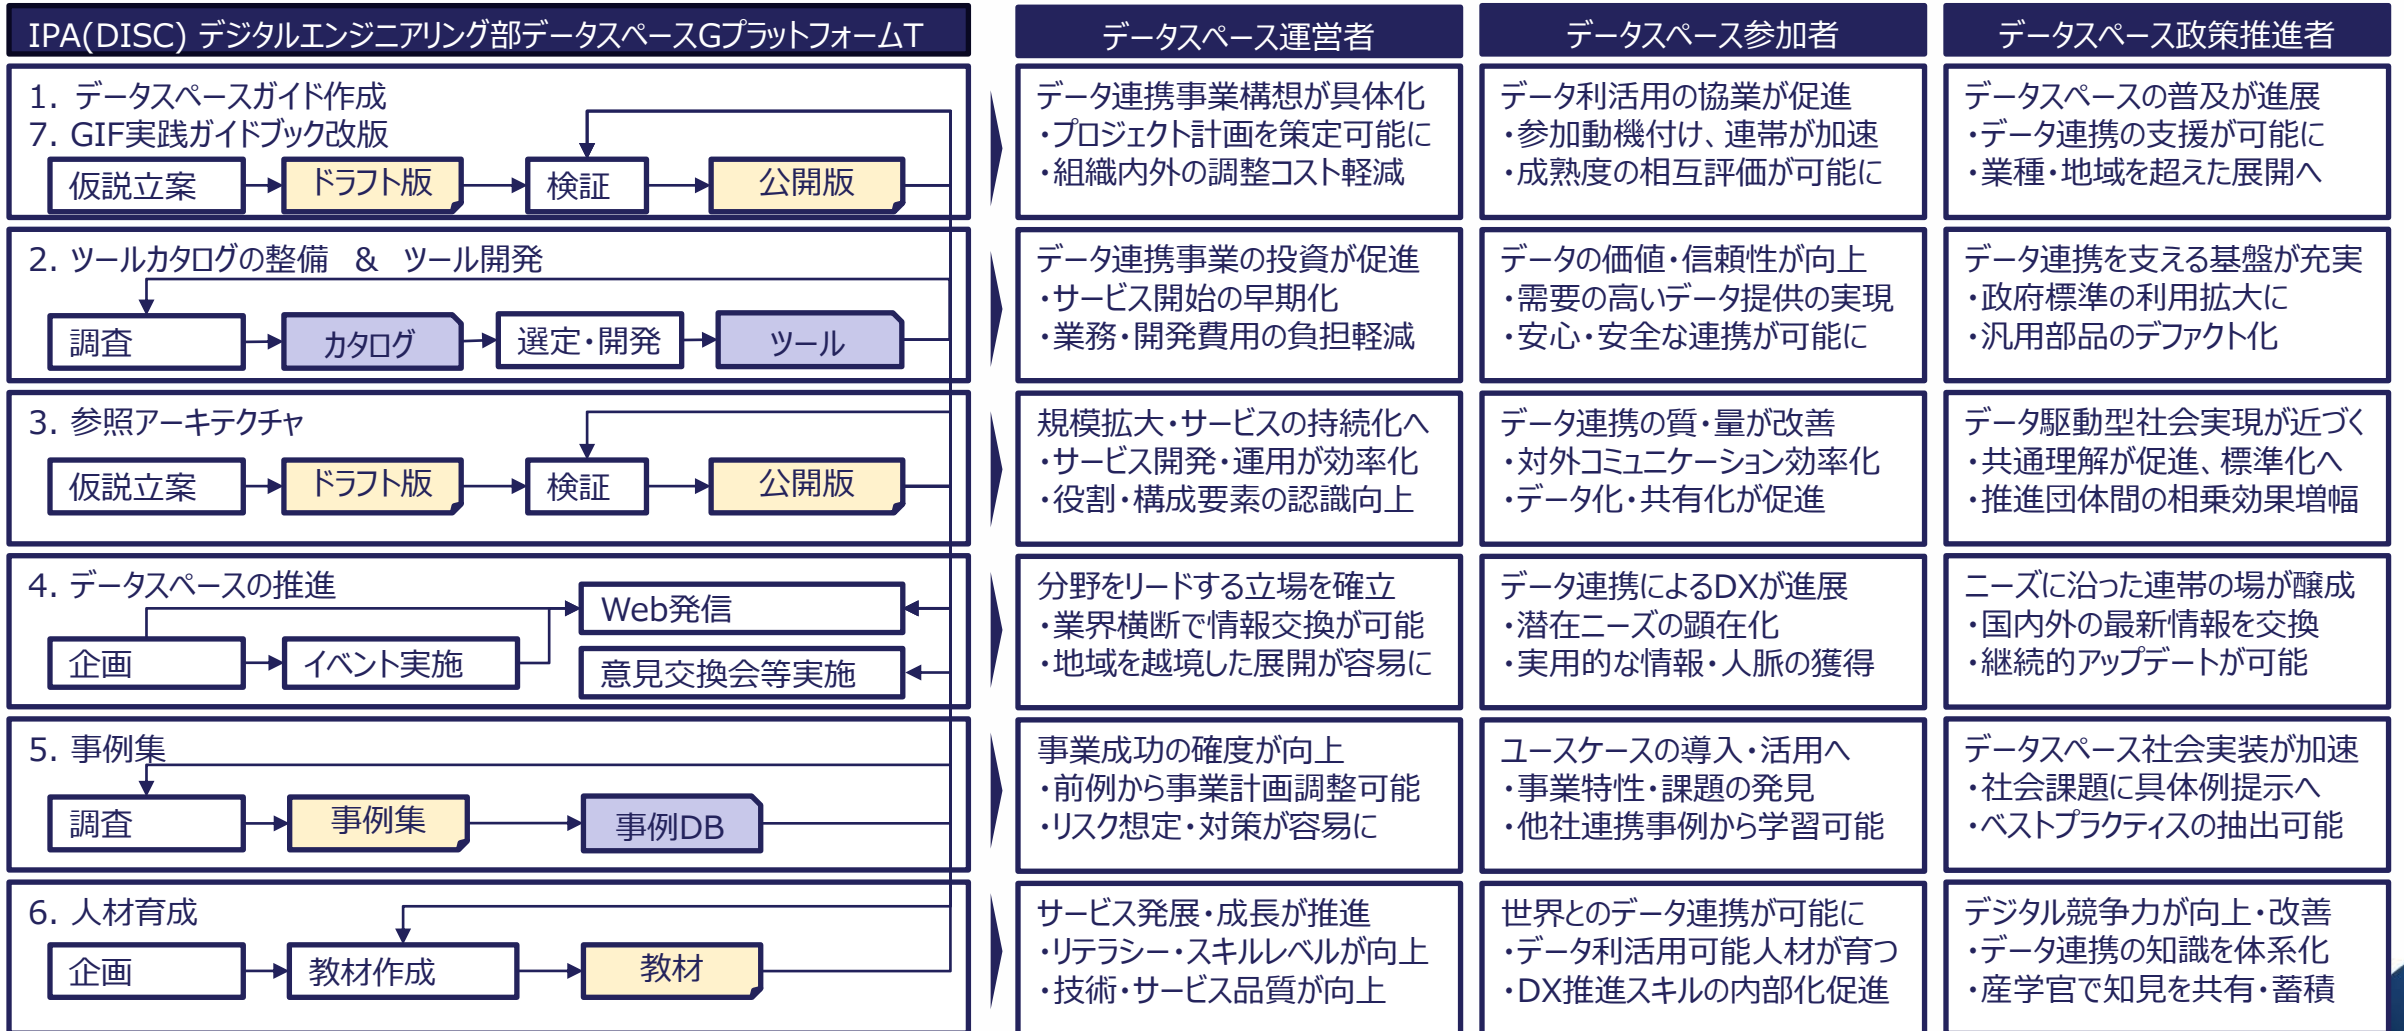 IPA(DISC) デジタルエンジニアリング部データスペースGプラットフォームT
データスペース運営者
データスペース参加者
データスペース政策推進者
1. データスペースガイド作成
7. GIF実践ガイドブック改版
仮説立案
ドラフト版
検証
公開版
データ連携事業構想が具体化
・プロジェクト計画を策定可能に
・組織内外の調整コスト軽減
データ利活用の協業が促進
・参加動機付け、連帯が加速
・成熟度の相互評価が可能に
データスペースの普及が進展
・データ連携の支援が可能に
・業種・地域を超えた展開へ
2. ツールカタログの整備 & ツール開発
調査
カタログ
選定・開発
ツール
データ連携事業の投資が促進
・サービス開始の早期化
・業務・開発費用の負担軽減
データの価値・信頼性が向上
・需要の高いデータ提供の実現
・安心・安全な連携が可能に
データ連携を支える基盤が充実
・政府標準の利用拡大に
・汎用部品のデファクト化
3. 参照アーキテクチャ
仮説立案
ドラフト版
検証
公開版
規模拡大・サービスの持続化へ
・サービス開発・運用が効率化
・役割・構成要素の認識向上
データ連携の質・量が改善
・対外コミュニケーション効率化
・データ化・共有化が促進
データ駆動型社会実現が近づく
・共通理解が促進、標準化へ
・推進団体間の相乗効果増幅
4. データスペースの推進
企画
イベント実施
Web発信
意見交換会等実施
分野をリードする立場を確立
・業界横断で情報交換が可能
・地域を越境した展開が容易に
データ連携によるDXが進展
・潜在ニーズの顕在化
・実用的な情報・人脈の獲得
ニーズに沿った連帯の場が醸成
・国内外の最新情報を交換
・継続的アップデートが可能
5. 事例集
調査
事例集
事例DB
事業成功の確度が向上
・前例から事業計画調整可能
・リスク想定・対策が容易に
ユースケースの導入・活用へ
・事業特性・課題の発見
・他社連携事例から学習可能
データスペース社会実装が加速
・社会課題に具体例提示へ
・ベストプラクティスの抽出可能
6. 人材育成
企画
教材作成
教材
サービス発展・成長が推進
・リテラシー・スキルレベルが向上
・技術・サービス品質が向上
世界とのデータ連携が可能に
・データ利活用可能人材が育つ
・DX推進スキルの内部化促進
デジタル競争力が向上・改善
・データ連携の知識を体系化
・産学官で知見を共有・蓄積